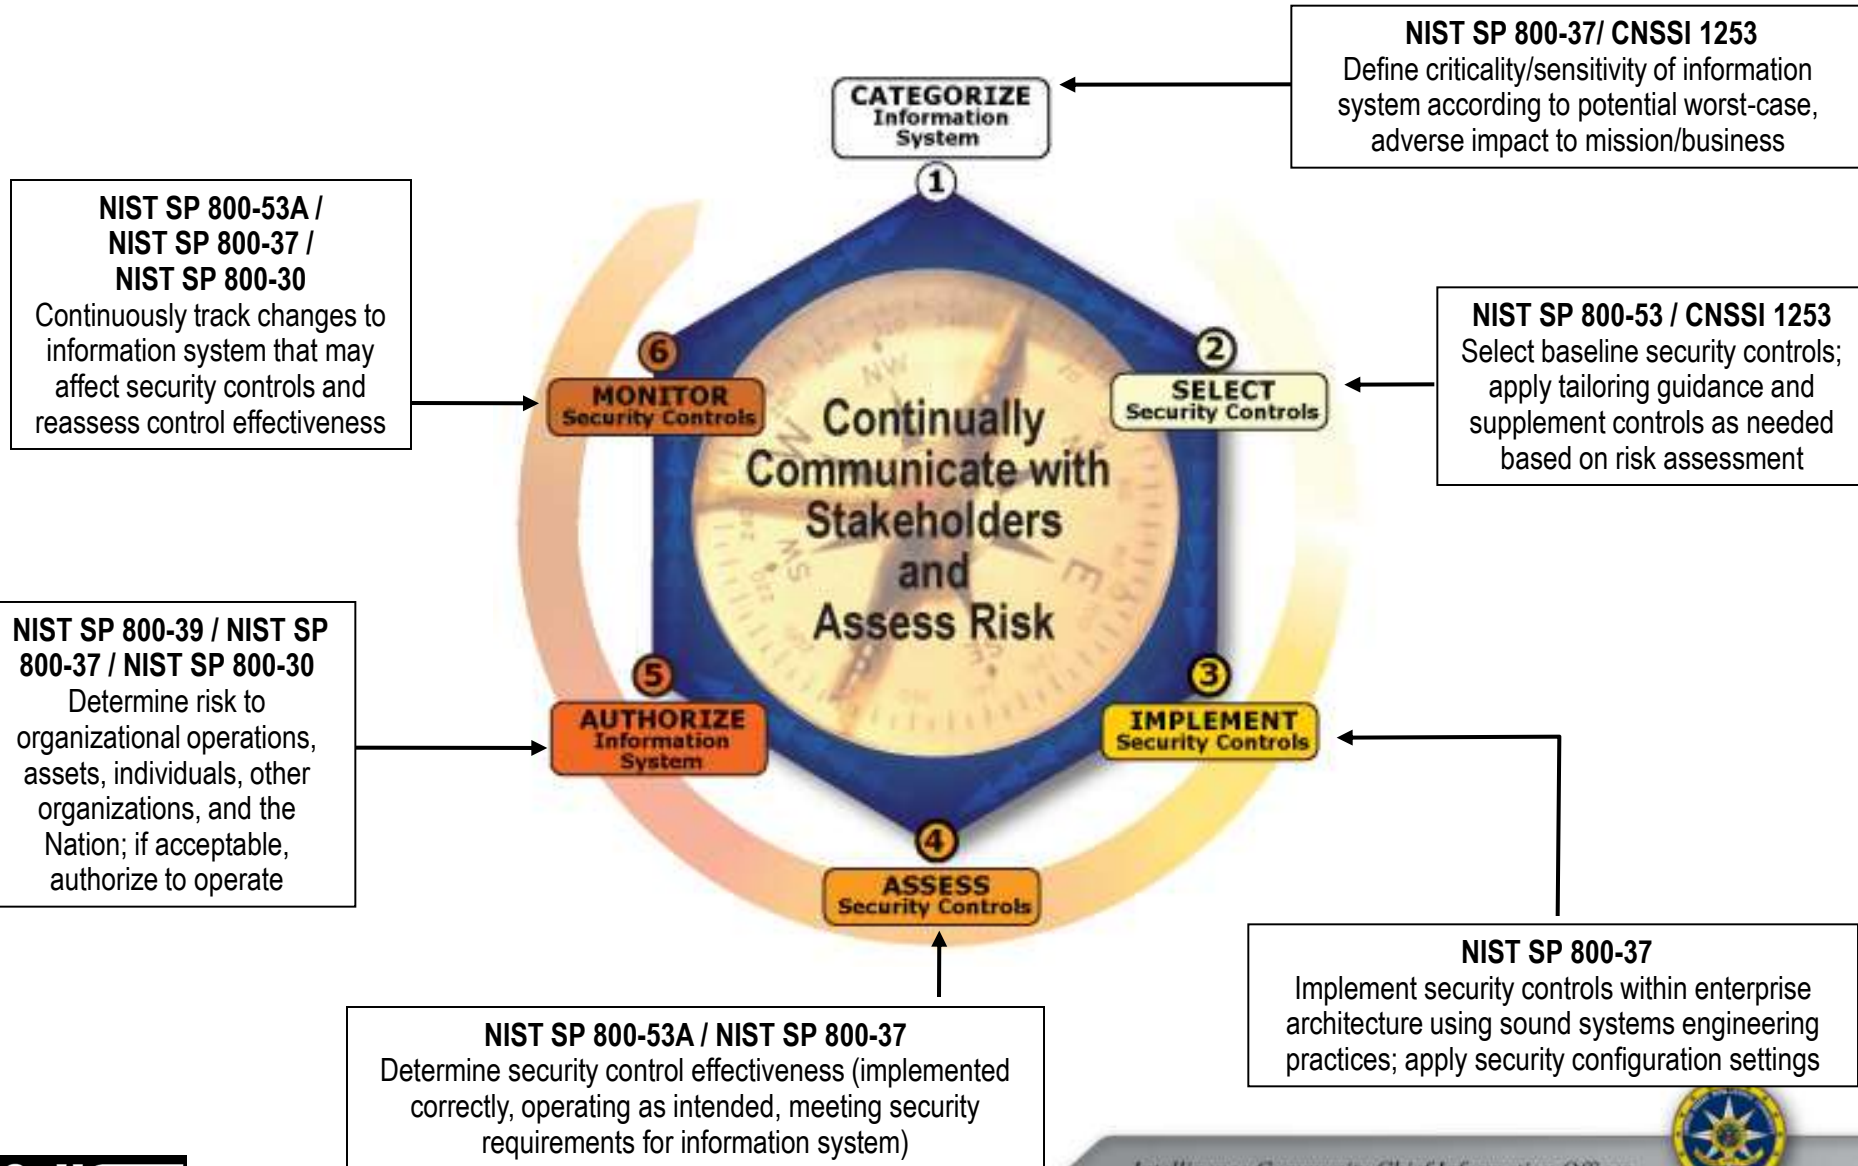 NIST SP 800-37/ CNSSI 1253
Define criticality/sensitivity of information
system according to potential worst-case,
adverse impact to mission/business
CATEGORIZE
Information
System
1
NIST SP 800-53A /
NIST SP 800-37 /
NIST SP 800-30
Continuously track changes to
information system that may
affect security controls and
reassess control effectiveness
NIST SP 800-53 / CNSSI 1253
Select baseline security controls;
apply tailoring guidance and
supplement controls as needed
based on risk assessment
6
MONITOR
Security Controls
2
SELECT
Security Controls
NW
Continually
Communicate with
Stakeholders
and
Assess Risk
SW
E
NIST SP 800-39 / NIST SP
800-37 / NIST SP 800-30
Determine risk to
organizational operations,
assets, individuals, other
organizations, and the
Nation; if acceptable,
authorize to operate
5
AUTHORIZE
Information
System
3
IMPLEMENT
Security Controls
4
ASSESS
Security Controls
NIST SP 800-37
Implement security controls within enterprise
architecture using sound systems engineering
practices; apply security configuration settings
NIST SP 800-53A / NIST SP 800-37
Determine security control effectiveness (implemented
correctly, operating as intended, meeting security
requirements for information system)